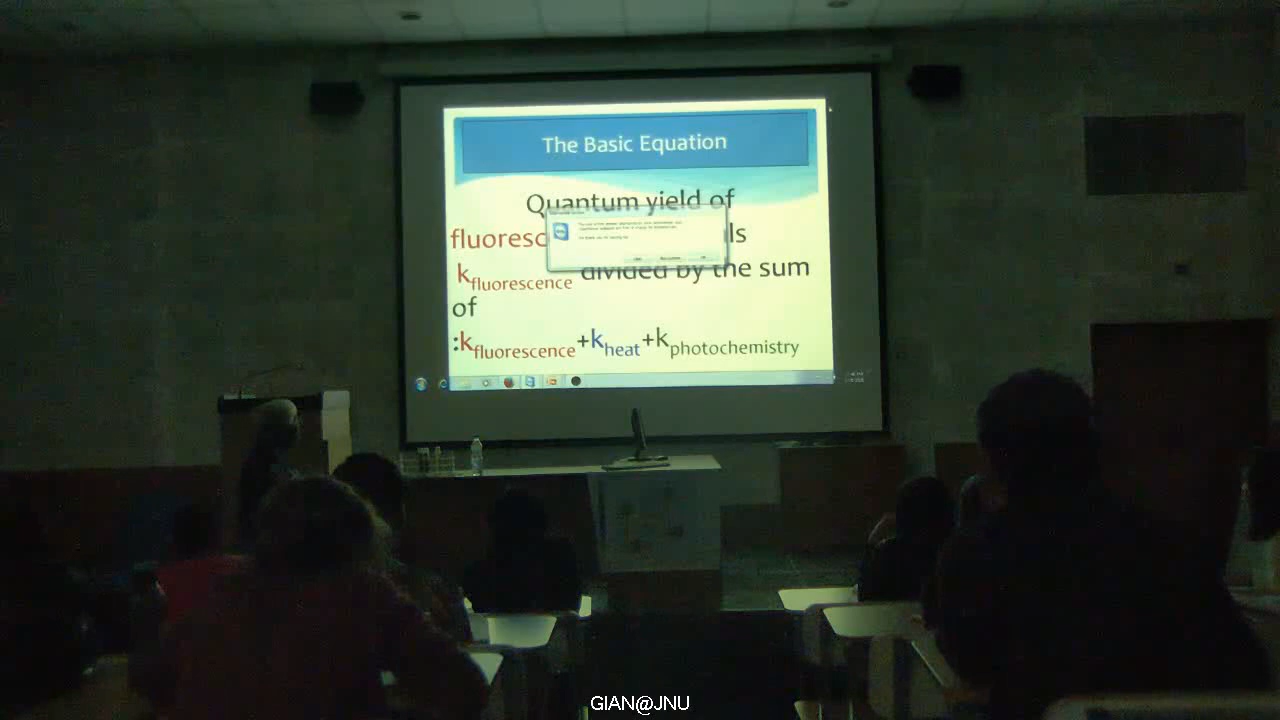 The Basic Equation
Quantum yield of
fluoresc ls
kfluorescence divided by the sum
of
:kfluorescence+kheat+kphotochemistry
GIAN@JNU